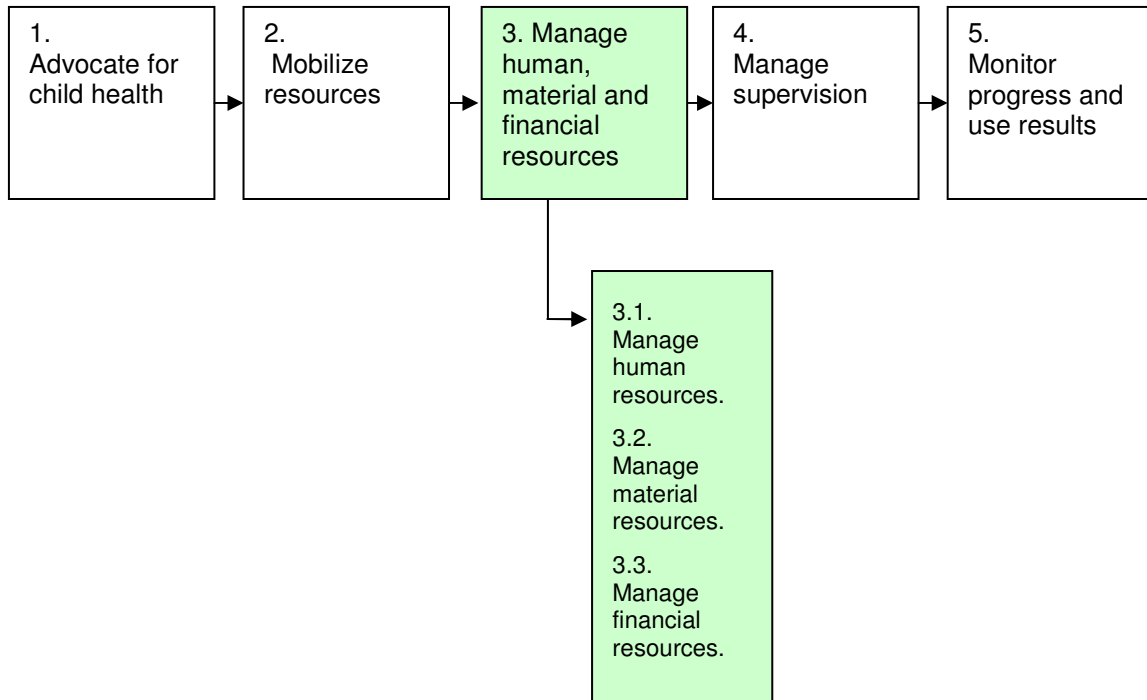 1.
Advocate for
child health
2.
Mobilize
resources
3. Manage
human,
material and
financial
resources
4.
Manage
supervision
5.
Monitor
progress and
use results
3.1.
Manage
human
resources.
3.2.
Manage
material
resources.
3.3.
Manage
financial
resources.